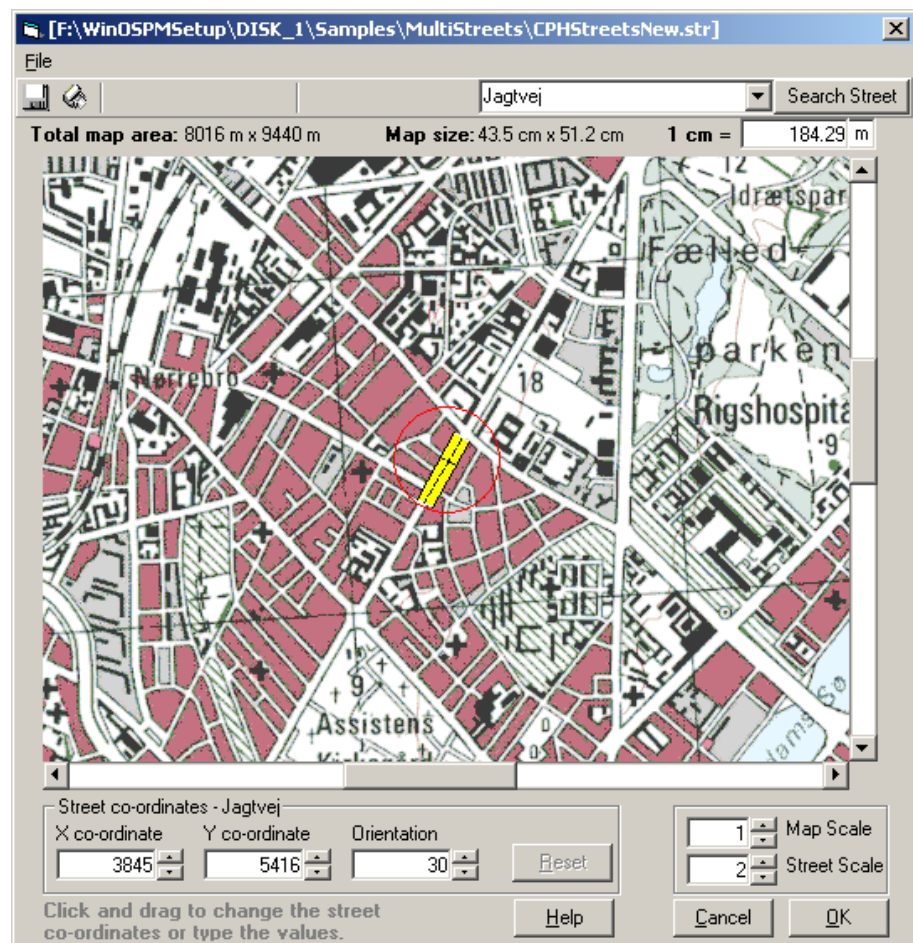 [F:\WinOSPMSetup\DISK_1\Samples\MultiStreets\CPHStreetsNew.str]
File
Jagtvej Search Street
Total map area: 8016 m x 9440 m Map size: 43.5 cm x 51.2 cm 1 cm = 184.29 m
12
Idrætspar
Fælled-
parken
Nørrebro
18
Rigshospita
9
9
Assistens
dams Sø
Street co-ordinates - Jagtvej
X co-ordinate Y co-ordinate Orientation
3845 5416 30 Reset
1 Map Scale
2 Street Scale
Click and drag to change the street
co-ordinates or type the values.
Help Cancel OK